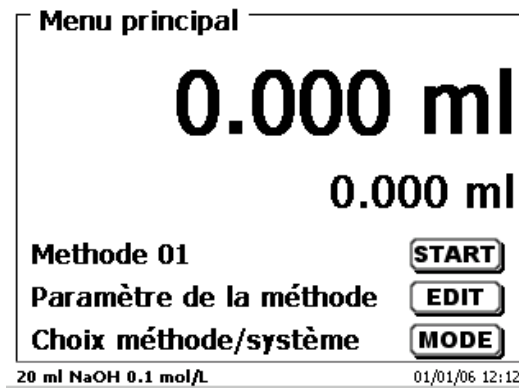 Menu principal
0.000 ml
0.000 ml
Methode 01 START
Paramètre de la méthode EDIT
Choix méthode/système MODE
20 ml NaOH 0.1 mol/L 01/01/06 12:12